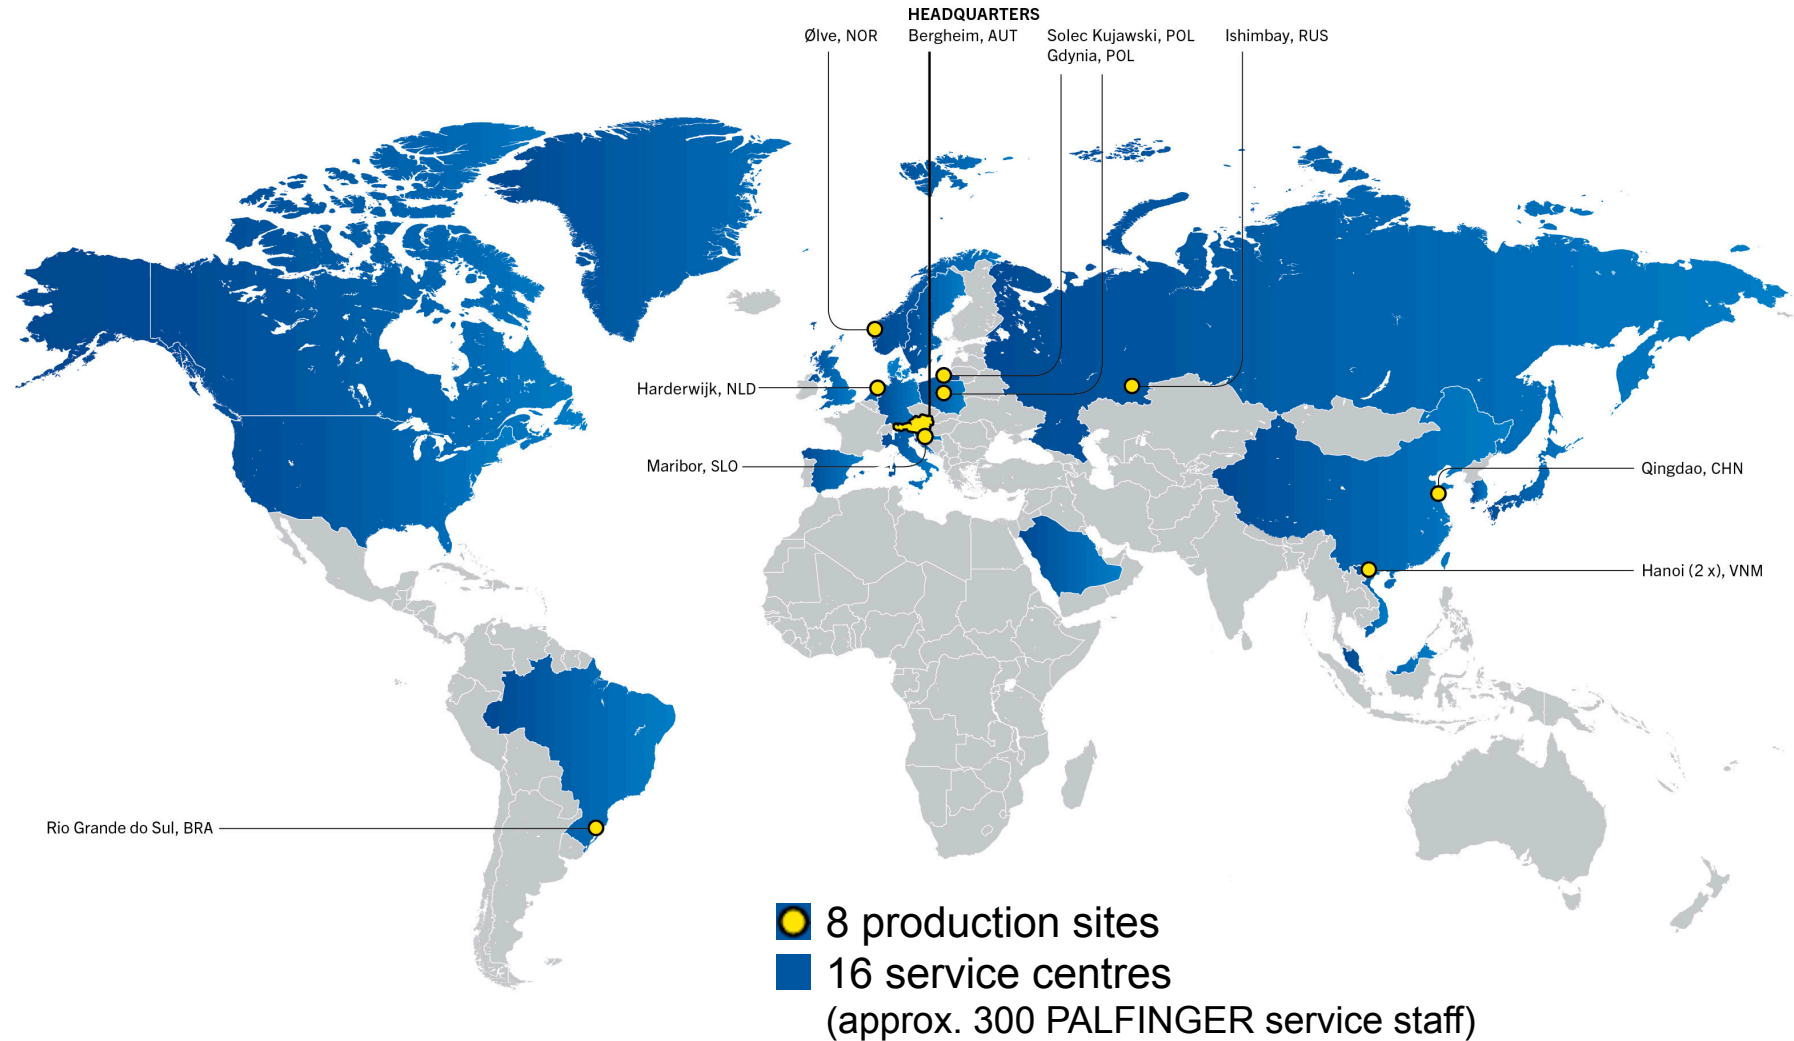 HEADQUARTERS
Ølve, NOR
Bergheim, AUT
Solec Kujawski, POL
Gdynia, POL
Ishimbay, RUS
Harderwijk, NLD
Maribor, SLO
Qingdao, CHN
Hanoi (2 x), VNM
Rio Grande do Sul, BRA
8 production sites
16 service centres
(approx. 300 PALFINGER service staff)